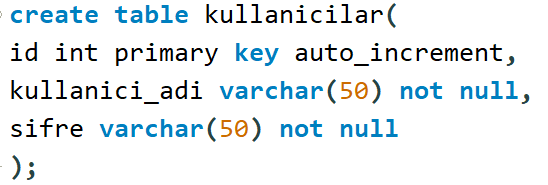 create table kullanicilar(
id int primary key auto_increment,
kullanici_adi varchar(50) not null,
sifre varchar(50) not null
);